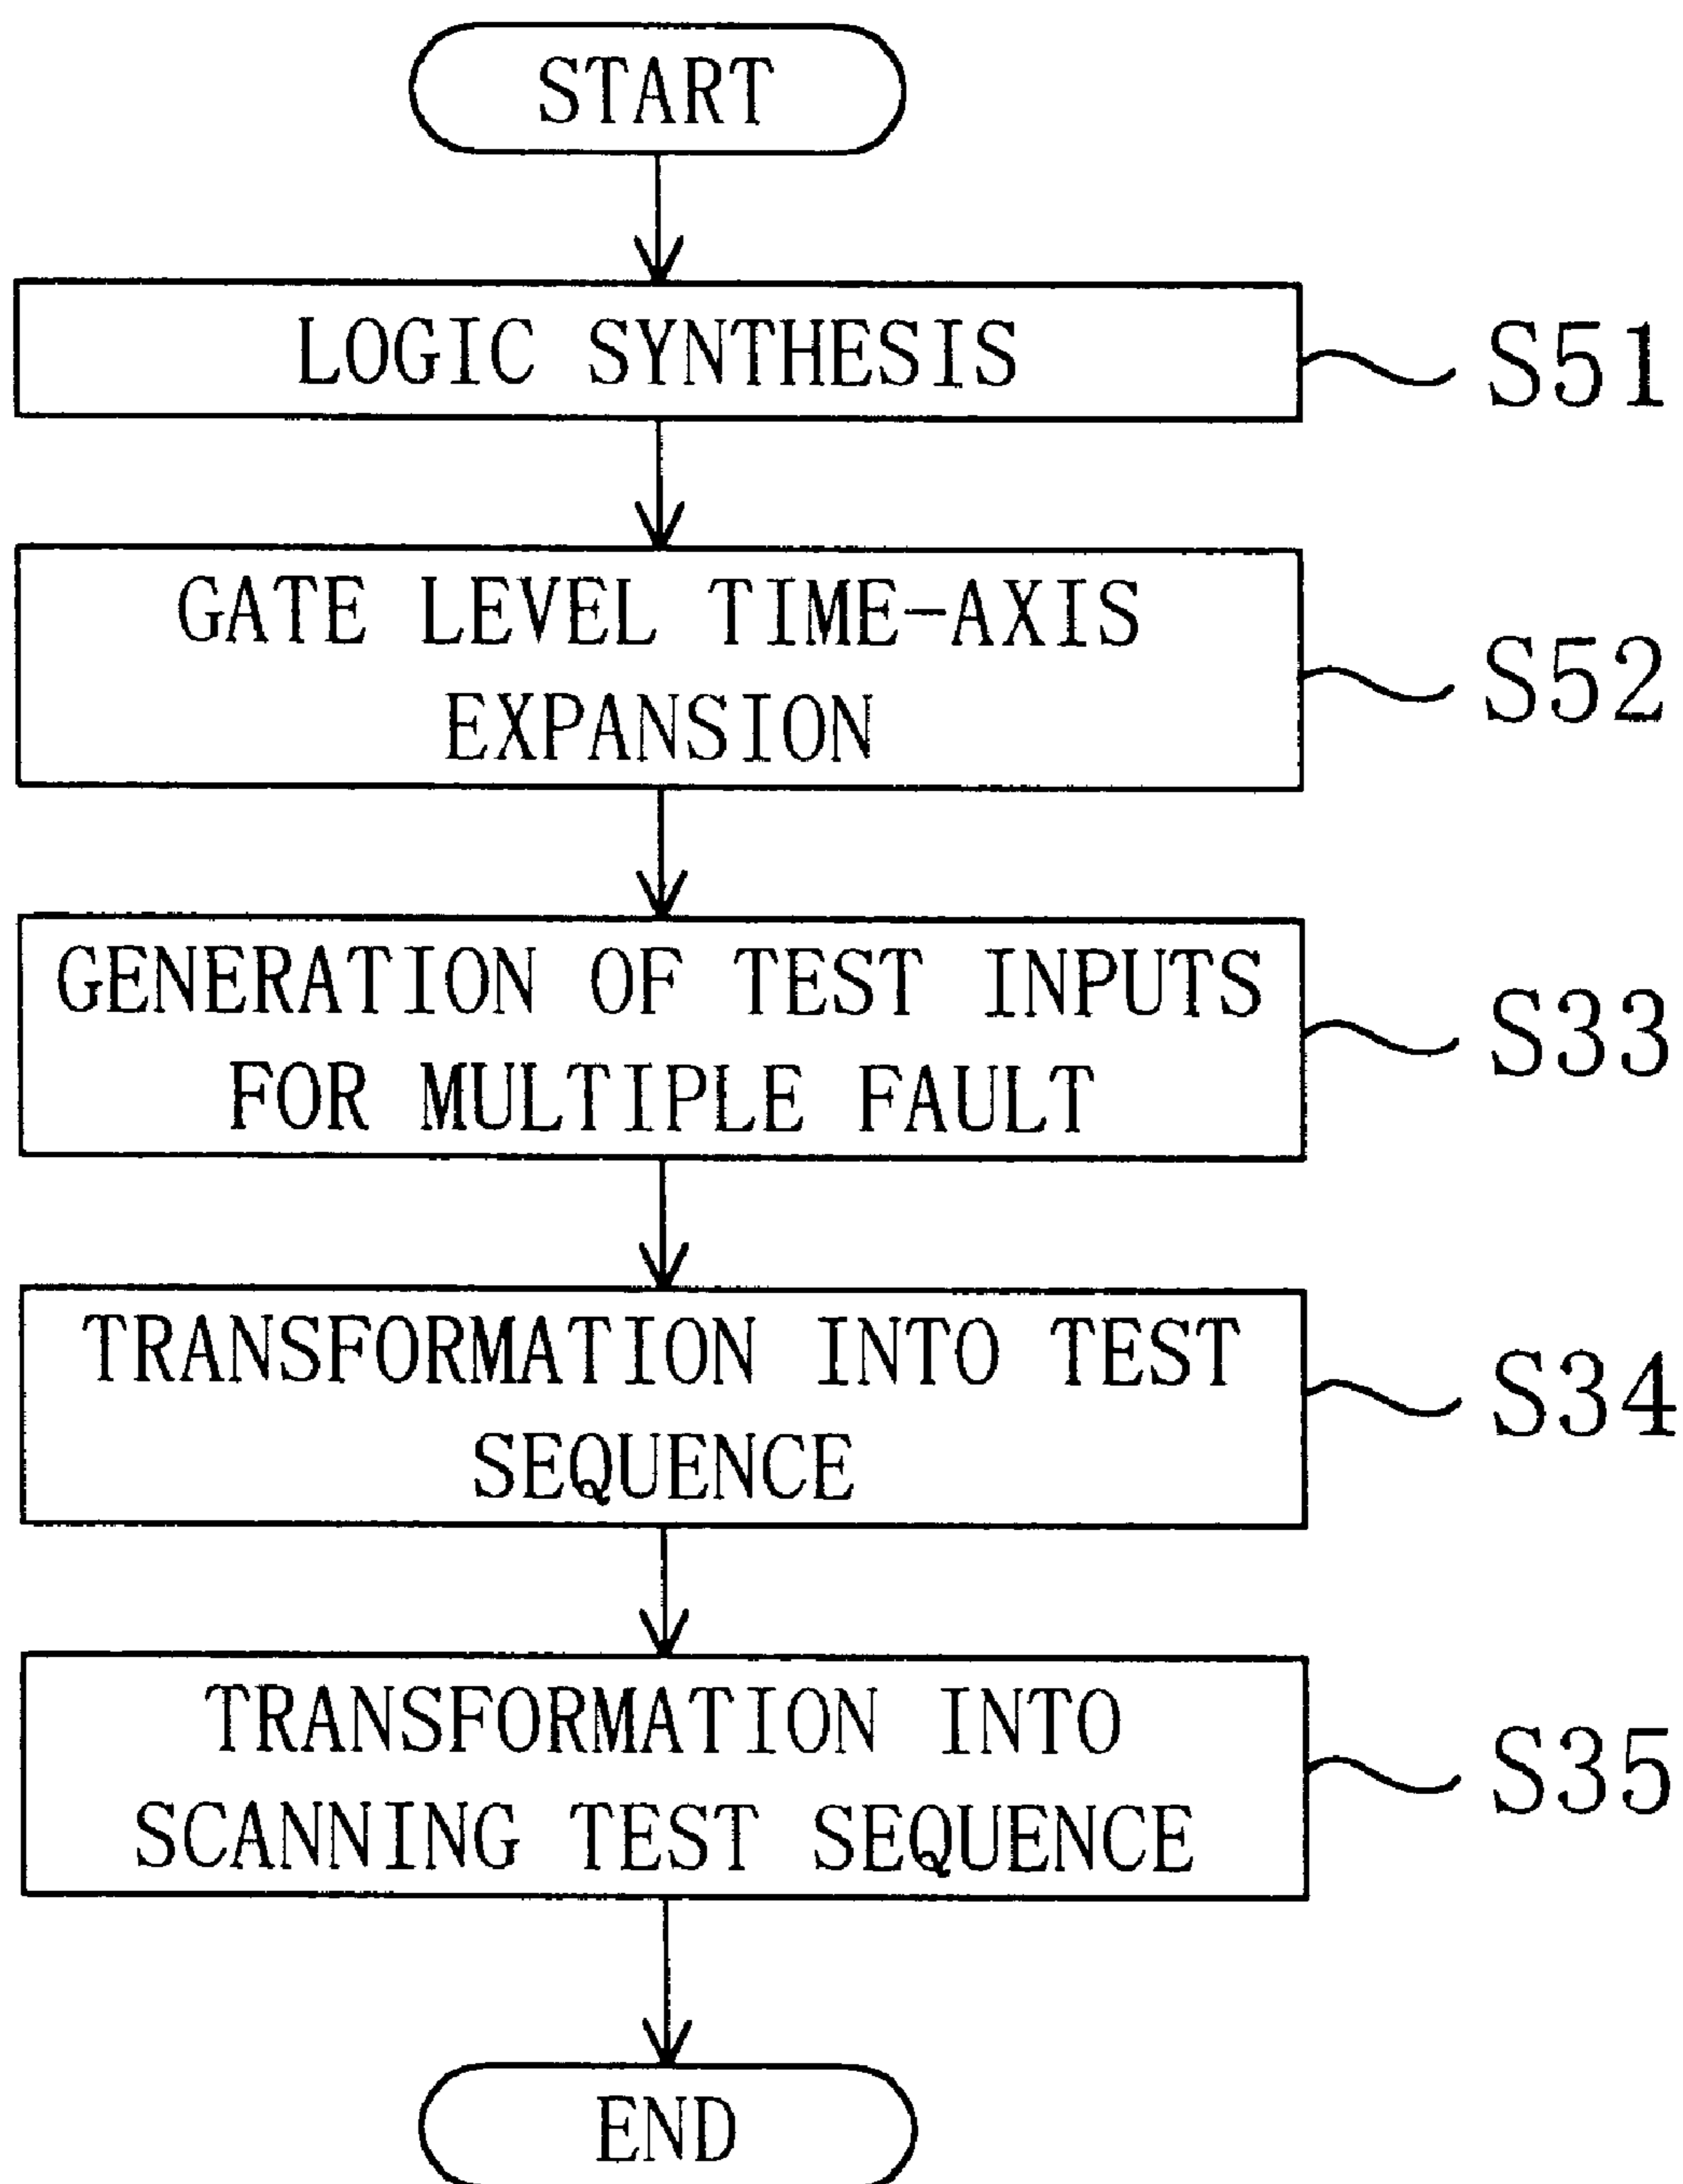 START
LOGIC SYNTHESIS
S51
GATE LEVEL TIME-AXIS
EXPANSION
S52
GENERATION OF TEST INPUTS
FOR MULTIPLE FAULT
S33
TRANSFORMATION INTO TEST
SEQUENCE
S34
TRANSFORMATION INTO
SCANNING TEST SEQUENCE
S35
END